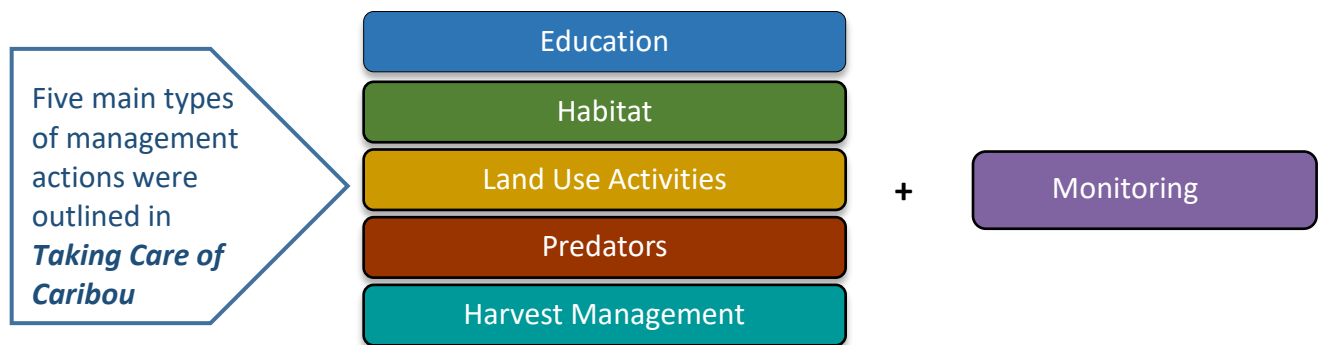 Five main types
of management
actions were
outlined in
Taking Care of
Caribou
Education
Habitat
Land Use Activities
Predators
Harvest Management
+
Monitoring